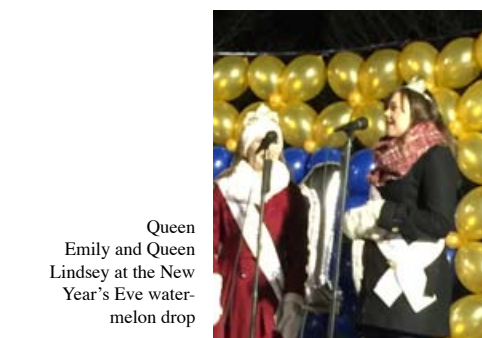 Queen
Emily and Queen
Lindsey at the New
Year’s Eve water-
melon drop